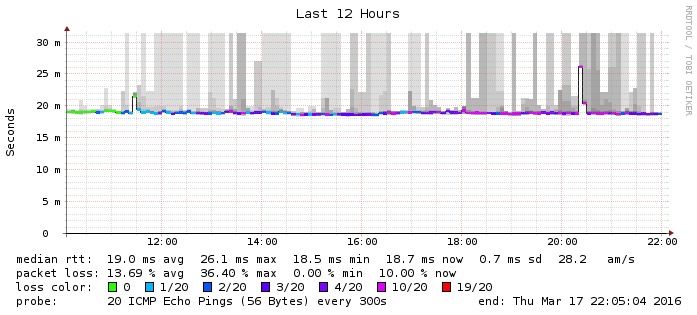 Last 12 Hours
RRDTOOL / TOBI OETIKER
Seconds
30 m
25 m
20 m
15 m
10 m
5 m
0
12:00 14:00 16:00 18:00 20:00 22:00
median rtt: 19.0 ms avg 26.1 ms max 18.5 ms min 18.7 ms now 0.7 ms sd 28.2 am/s
packet loss: 13.69 % avg 36.40 % max 0.00 % min 10.00 % now
loss color: 0 1/20 2/20 3/20 4/20 10/20 19/20
probe: 20 ICMP Echo Pings (56 Bytes) every 300s end: Thu Mar 17 22:05:04 2016